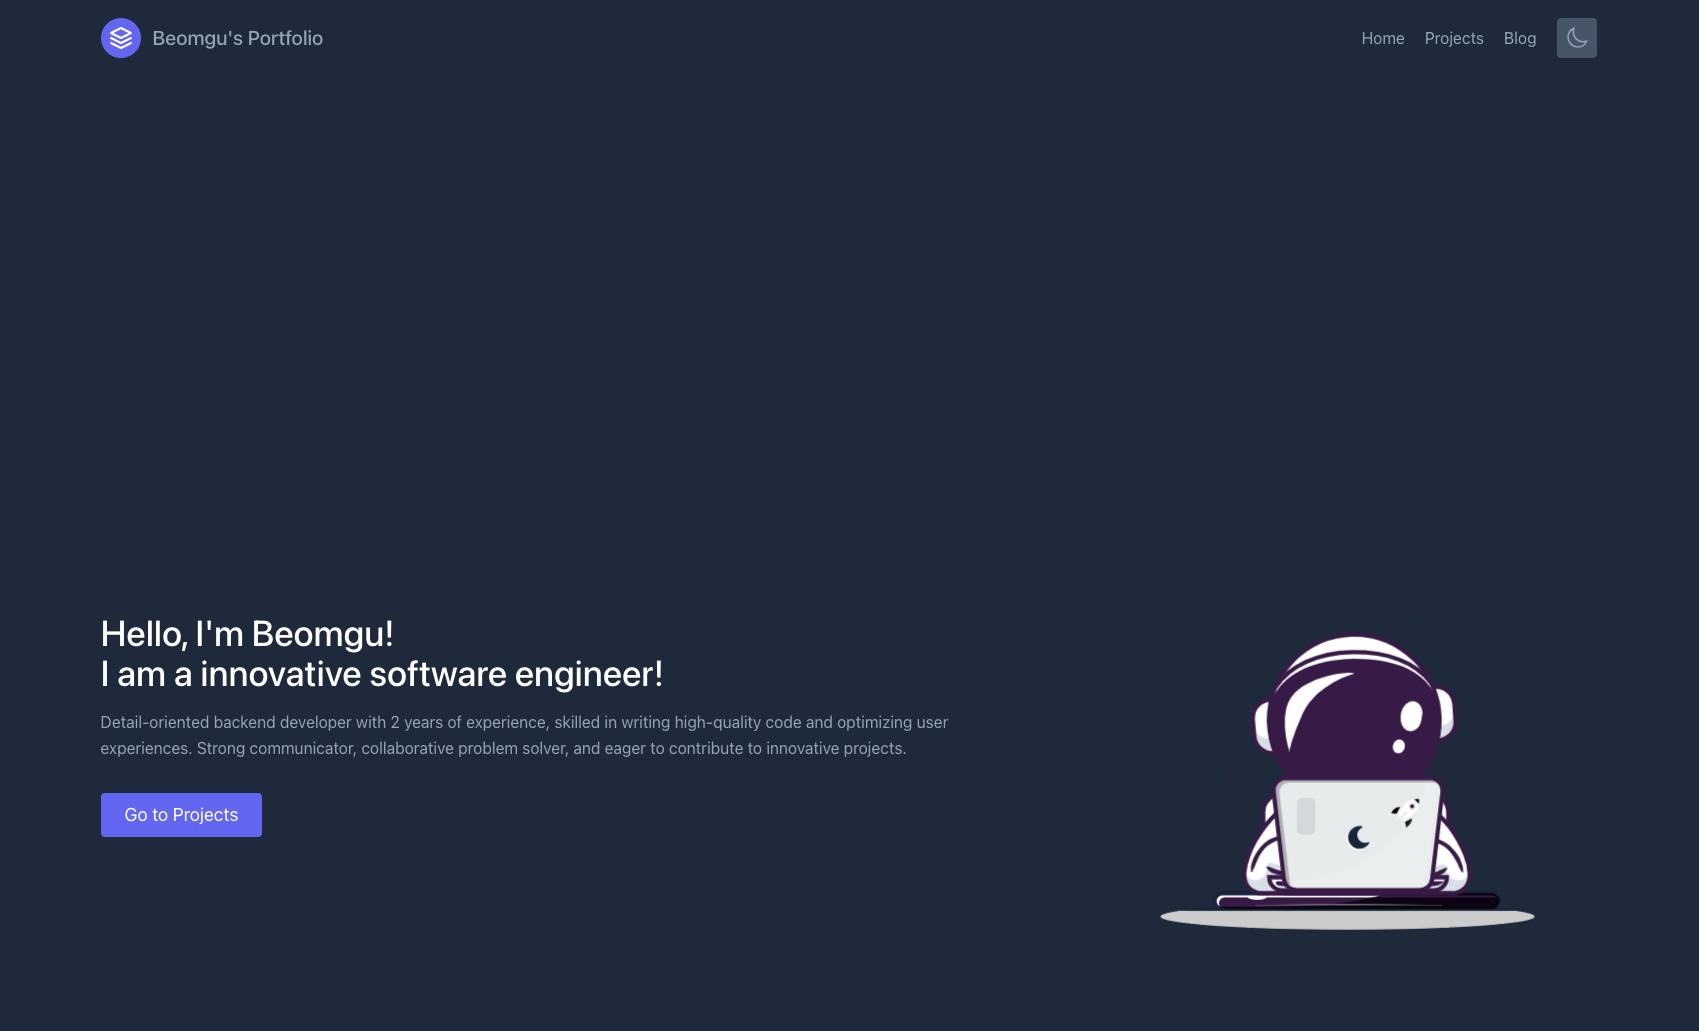 Beomgu's Portfolio
Home Projects Blog
Hello, I'm Beomgu!
I am a innovative software engineer!
Detail-oriented backend developer with 2 years of experience, skilled in writing high-quality code and optimizing user
experiences. Strong communicator, collaborative problem solver, and eager to contribute to innovative projects.
Go to Projects